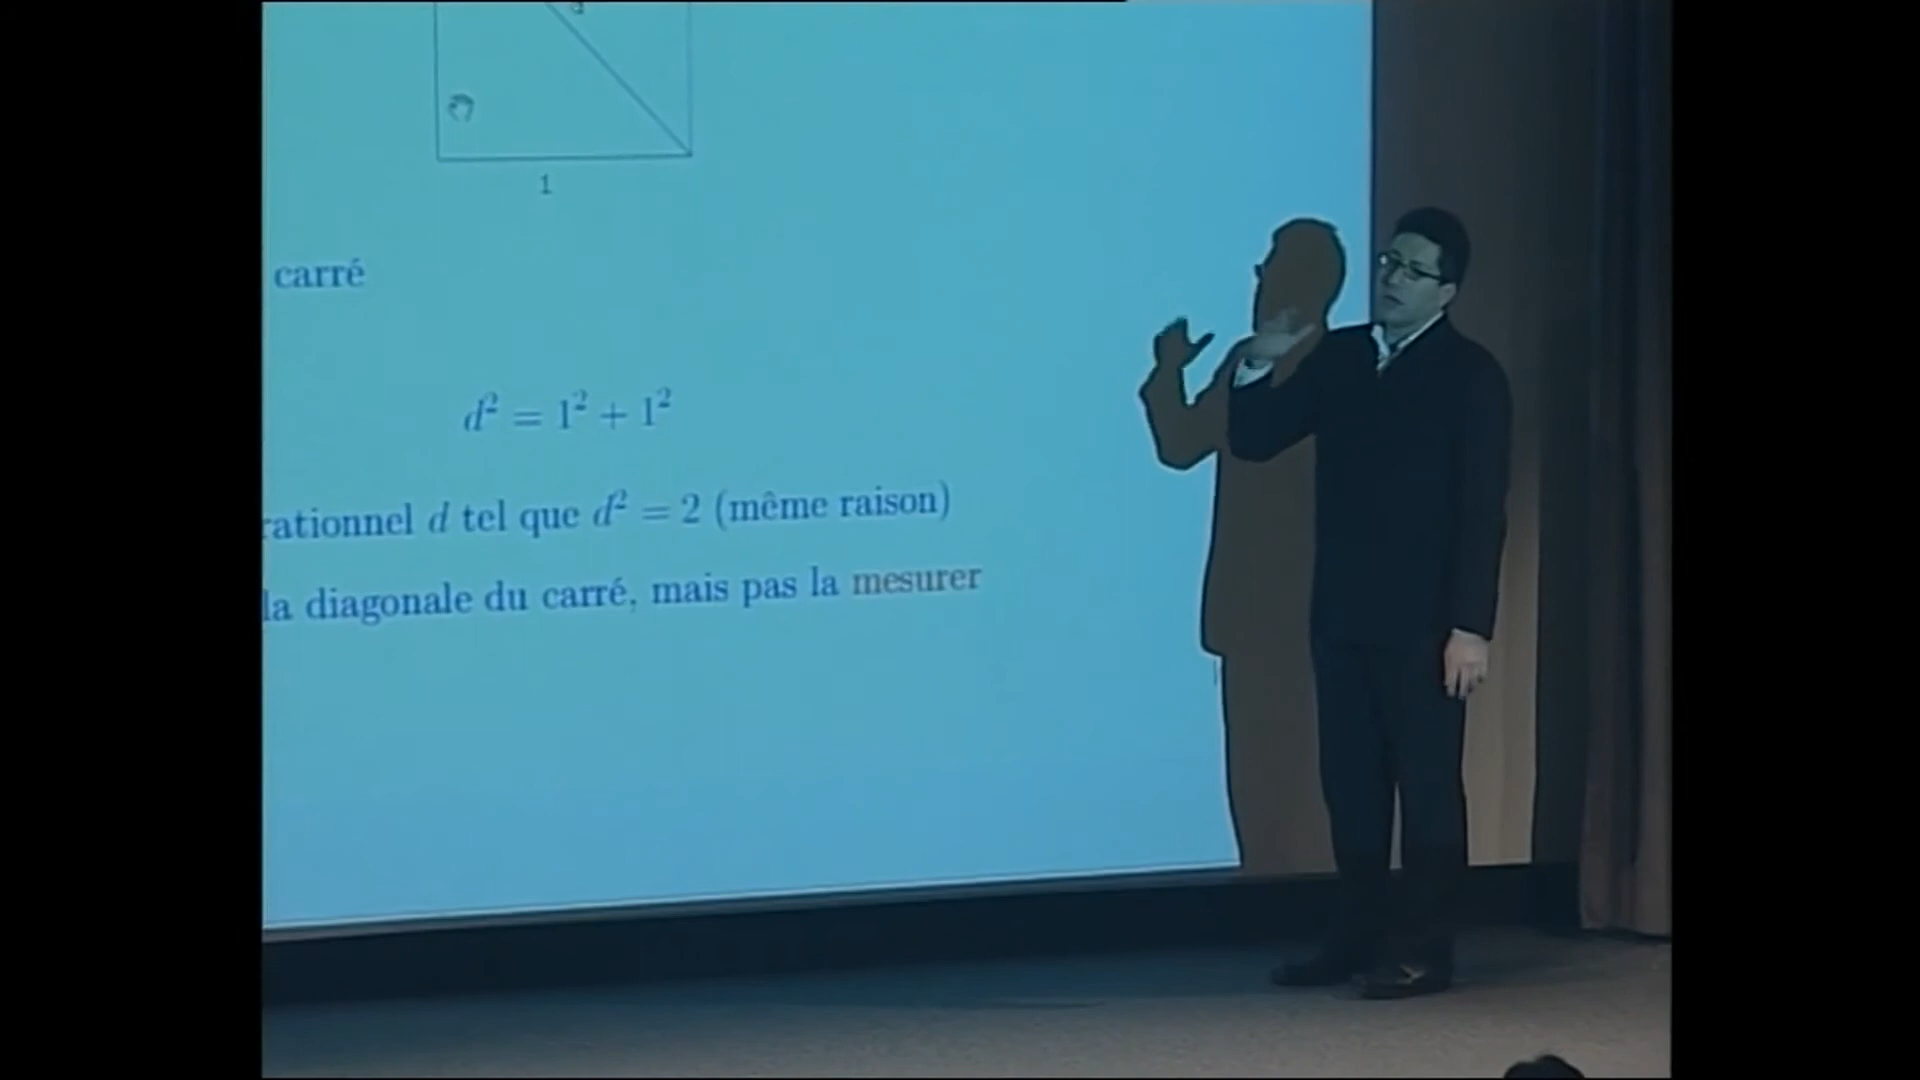 1
carré
d² = 1² + 1²
rationnel d tel que d² = 2 (même raison)
la diagonale du carré, mais pas la mesurer